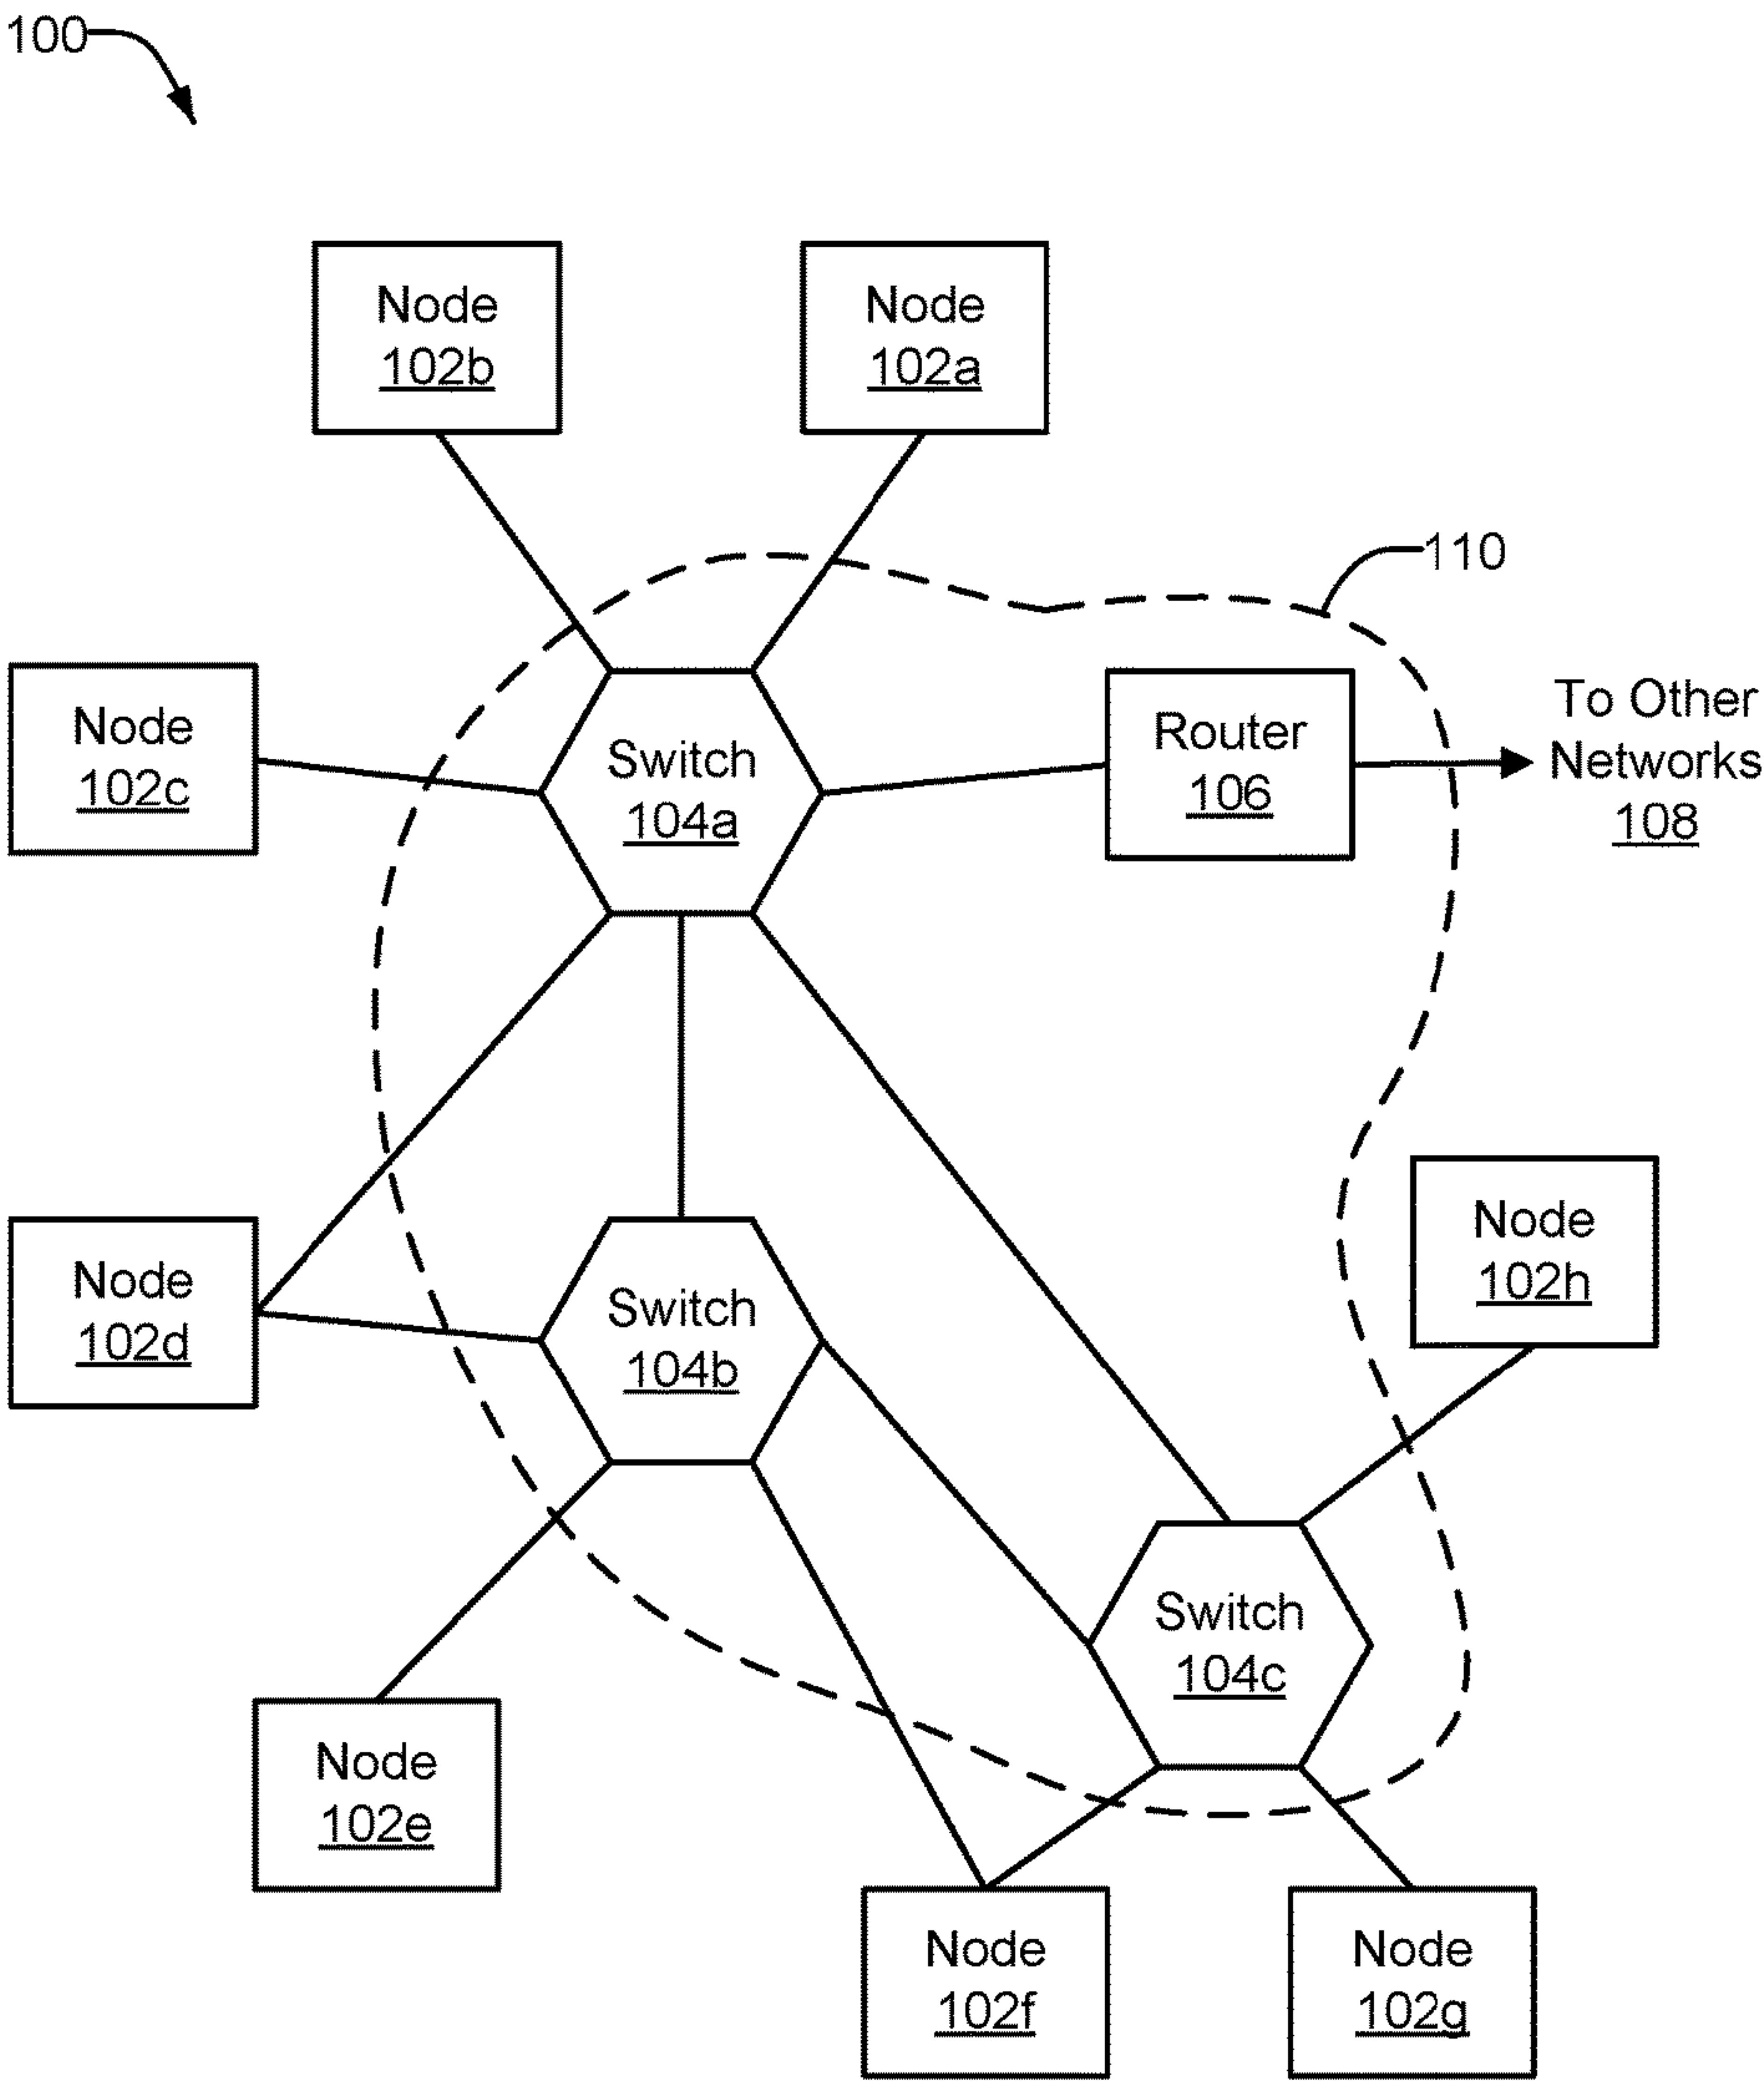 100
Node
102b
Node
102a
110
Node
102c
Switch
104a
Router
106
To Other
Networks
108
Node
102d
Switch
104b
Node
102h
Switch
104c
Node
102e
Node
102f
Node
102g